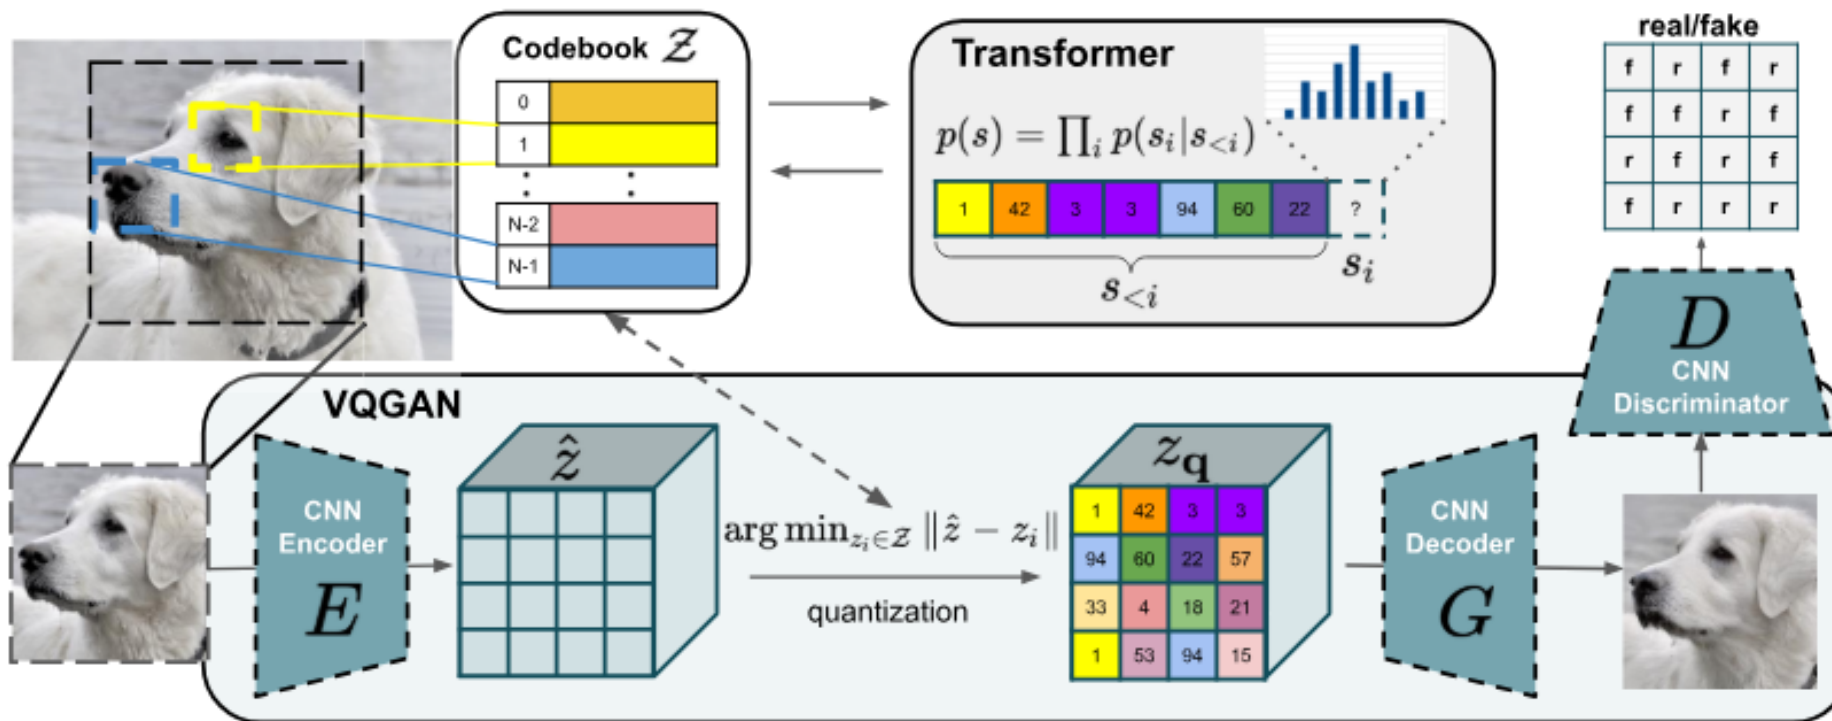 Codebook 𝒵
0
1
⋮ ⋮
N-2
N-1
Transformer
p(s) = ∏ᵢ p(sᵢ|s<ᵢ)
1 42 3 3 94 60 22 ?
s<ᵢ
sᵢ
real/fake
f r f r
f f r f
r f r f
f r r r
D
CNN
Discriminator
VQGAN
CNN
Encoder
E
ẑ
arg min_{zᵢ∈𝒵} ‖ẑ − zᵢ‖
quantization
z_𝐪
1 42 3 3
94 60 22 57
33 4 18 21
1 53 94 15
CNN
Decoder
G